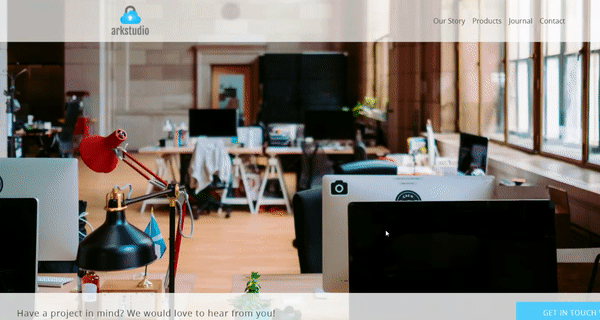 arkstudio
Our Story Products Journal Contact
Have a project in mind? We would love to hear from you!
GET IN TOUCH